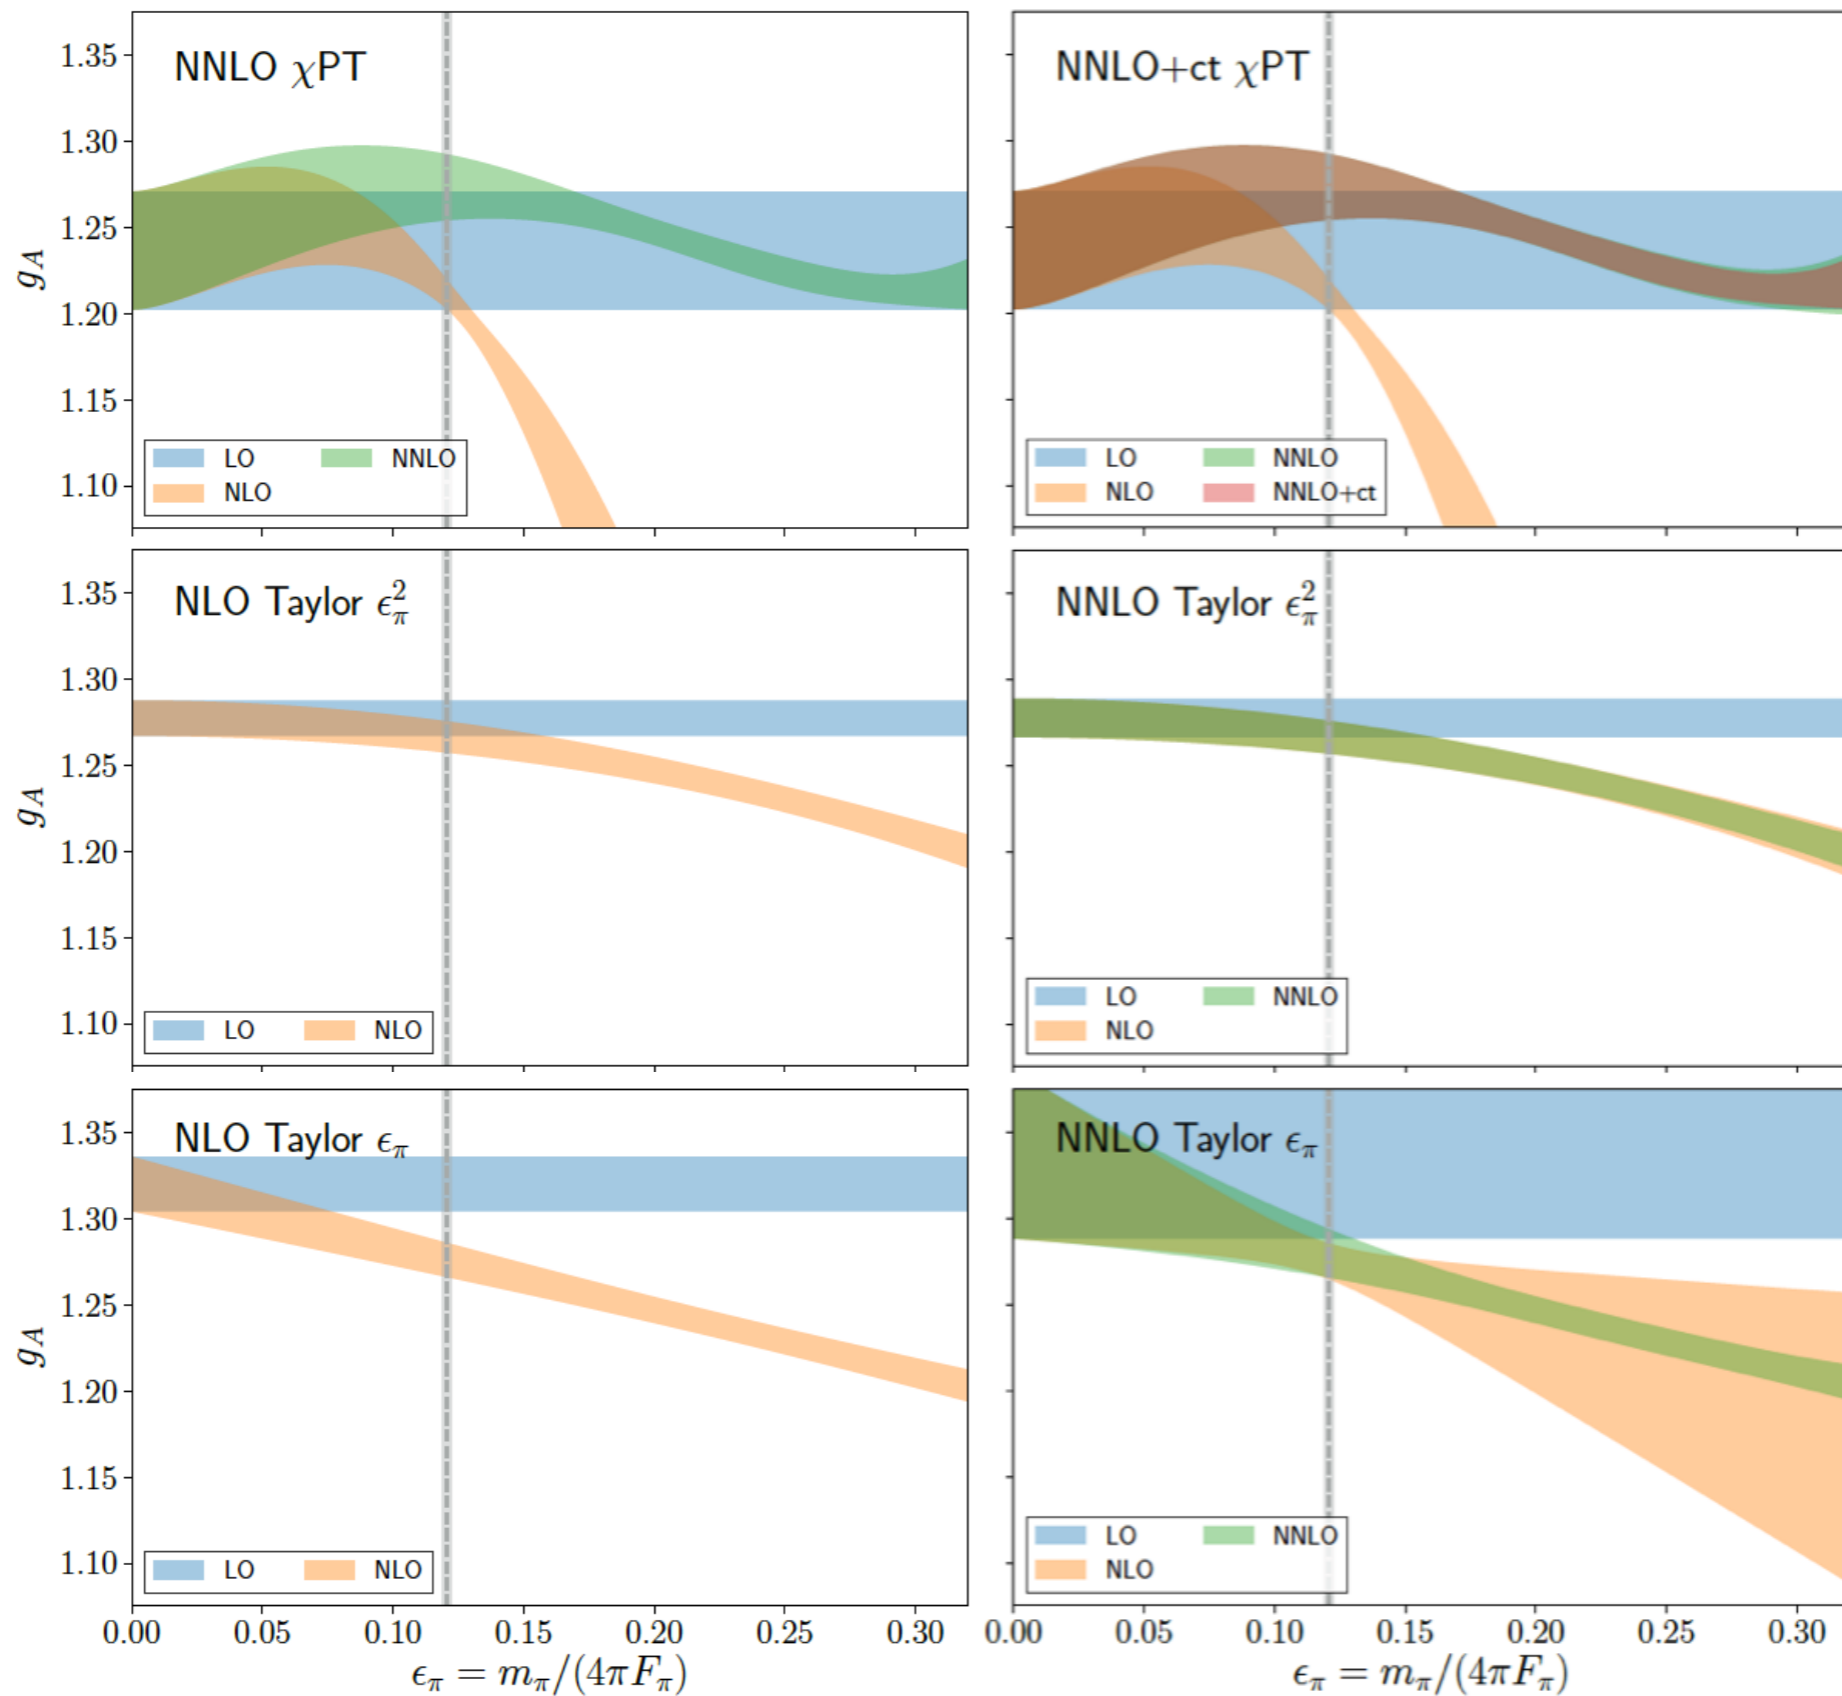 NNLO χPT
1.35
1.30
1.25
1.20
1.15
1.10
g_A
LO
NNLO
NLO
NNLO+ct χPT
LO
NNLO
NLO
NNLO+ct
NLO Taylor ϵ_π^2
1.35
1.30
1.25
1.20
1.15
1.10
g_A
LO
NLO
NNLO Taylor ϵ_π^2
LO
NNLO
NLO
NLO Taylor ϵ_π
1.35
1.30
1.25
1.20
1.15
1.10
g_A
LO
NLO
0.00 0.05 0.10 0.15 0.20 0.25 0.30
ϵ_π = m_π/(4πF_π)
NNLO Taylor ϵ_π
LO
NNLO
NLO
0.00 0.05 0.10 0.15 0.20 0.25 0.30
ϵ_π = m_π/(4πF_π)